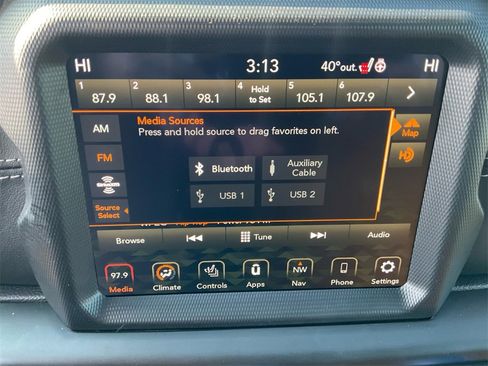 HI 3:13 40°out. HI
1 87.9 2 88.1 3 98.1 4 Hold to Set 5 105.1 6 107.9
Media Sources
Press and hold source to drag favorites on left.
AM
FM
SiriusXM
Source Select
Bluetooth Auxiliary Cable
USB 1 USB 2
Map
HD
Browse Tune Audio
97.9 NW
Media Climate Controls Apps Nav Phone Settings